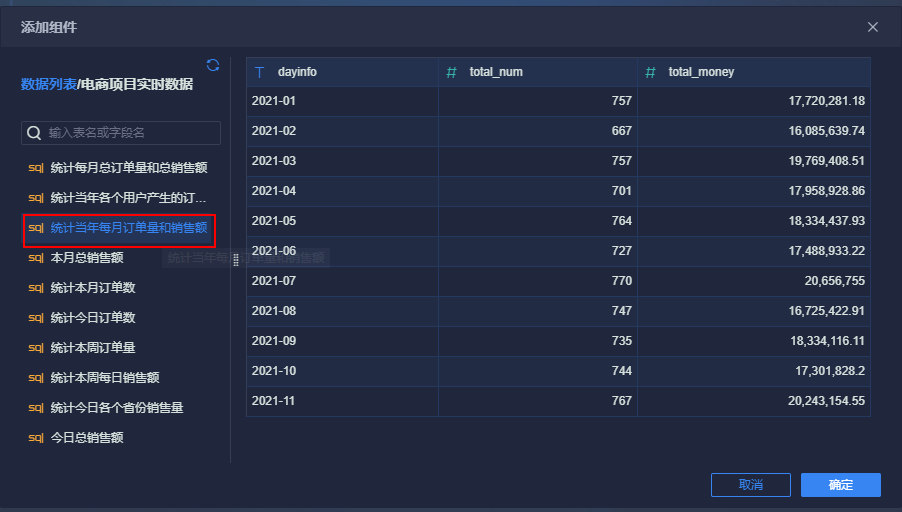 添加组件
数据列表/电商项目实时数据
输入表名或字段名
sql 统计每月总订单量和总销售额
sql 统计当年各个用户产生的订...
sql 统计当年每月订单量和销售额
sql 本月总销售额
统计当年每月订单量和销售额
sql 统计本月订单数
sql 统计今日订单数
sql 统计本周订单量
sql 统计本周每日销售额
sql 统计今日各个省份销售量
sql 今日总销售额
T dayinfo # total_num # total_money
2021-01 757 17,720,281.18
2021-02 667 16,085,639.74
2021-03 757 19,769,408.51
2021-04 701 17,958,928.86
2021-05 764 18,334,437.93
2021-06 727 17,488,933.22
2021-07 770 20,656,755
2021-08 747 16,725,422.91
2021-09 735 18,334,116.11
2021-10 744 17,301,828.2
2021-11 767 20,243,154.55
取消
确定